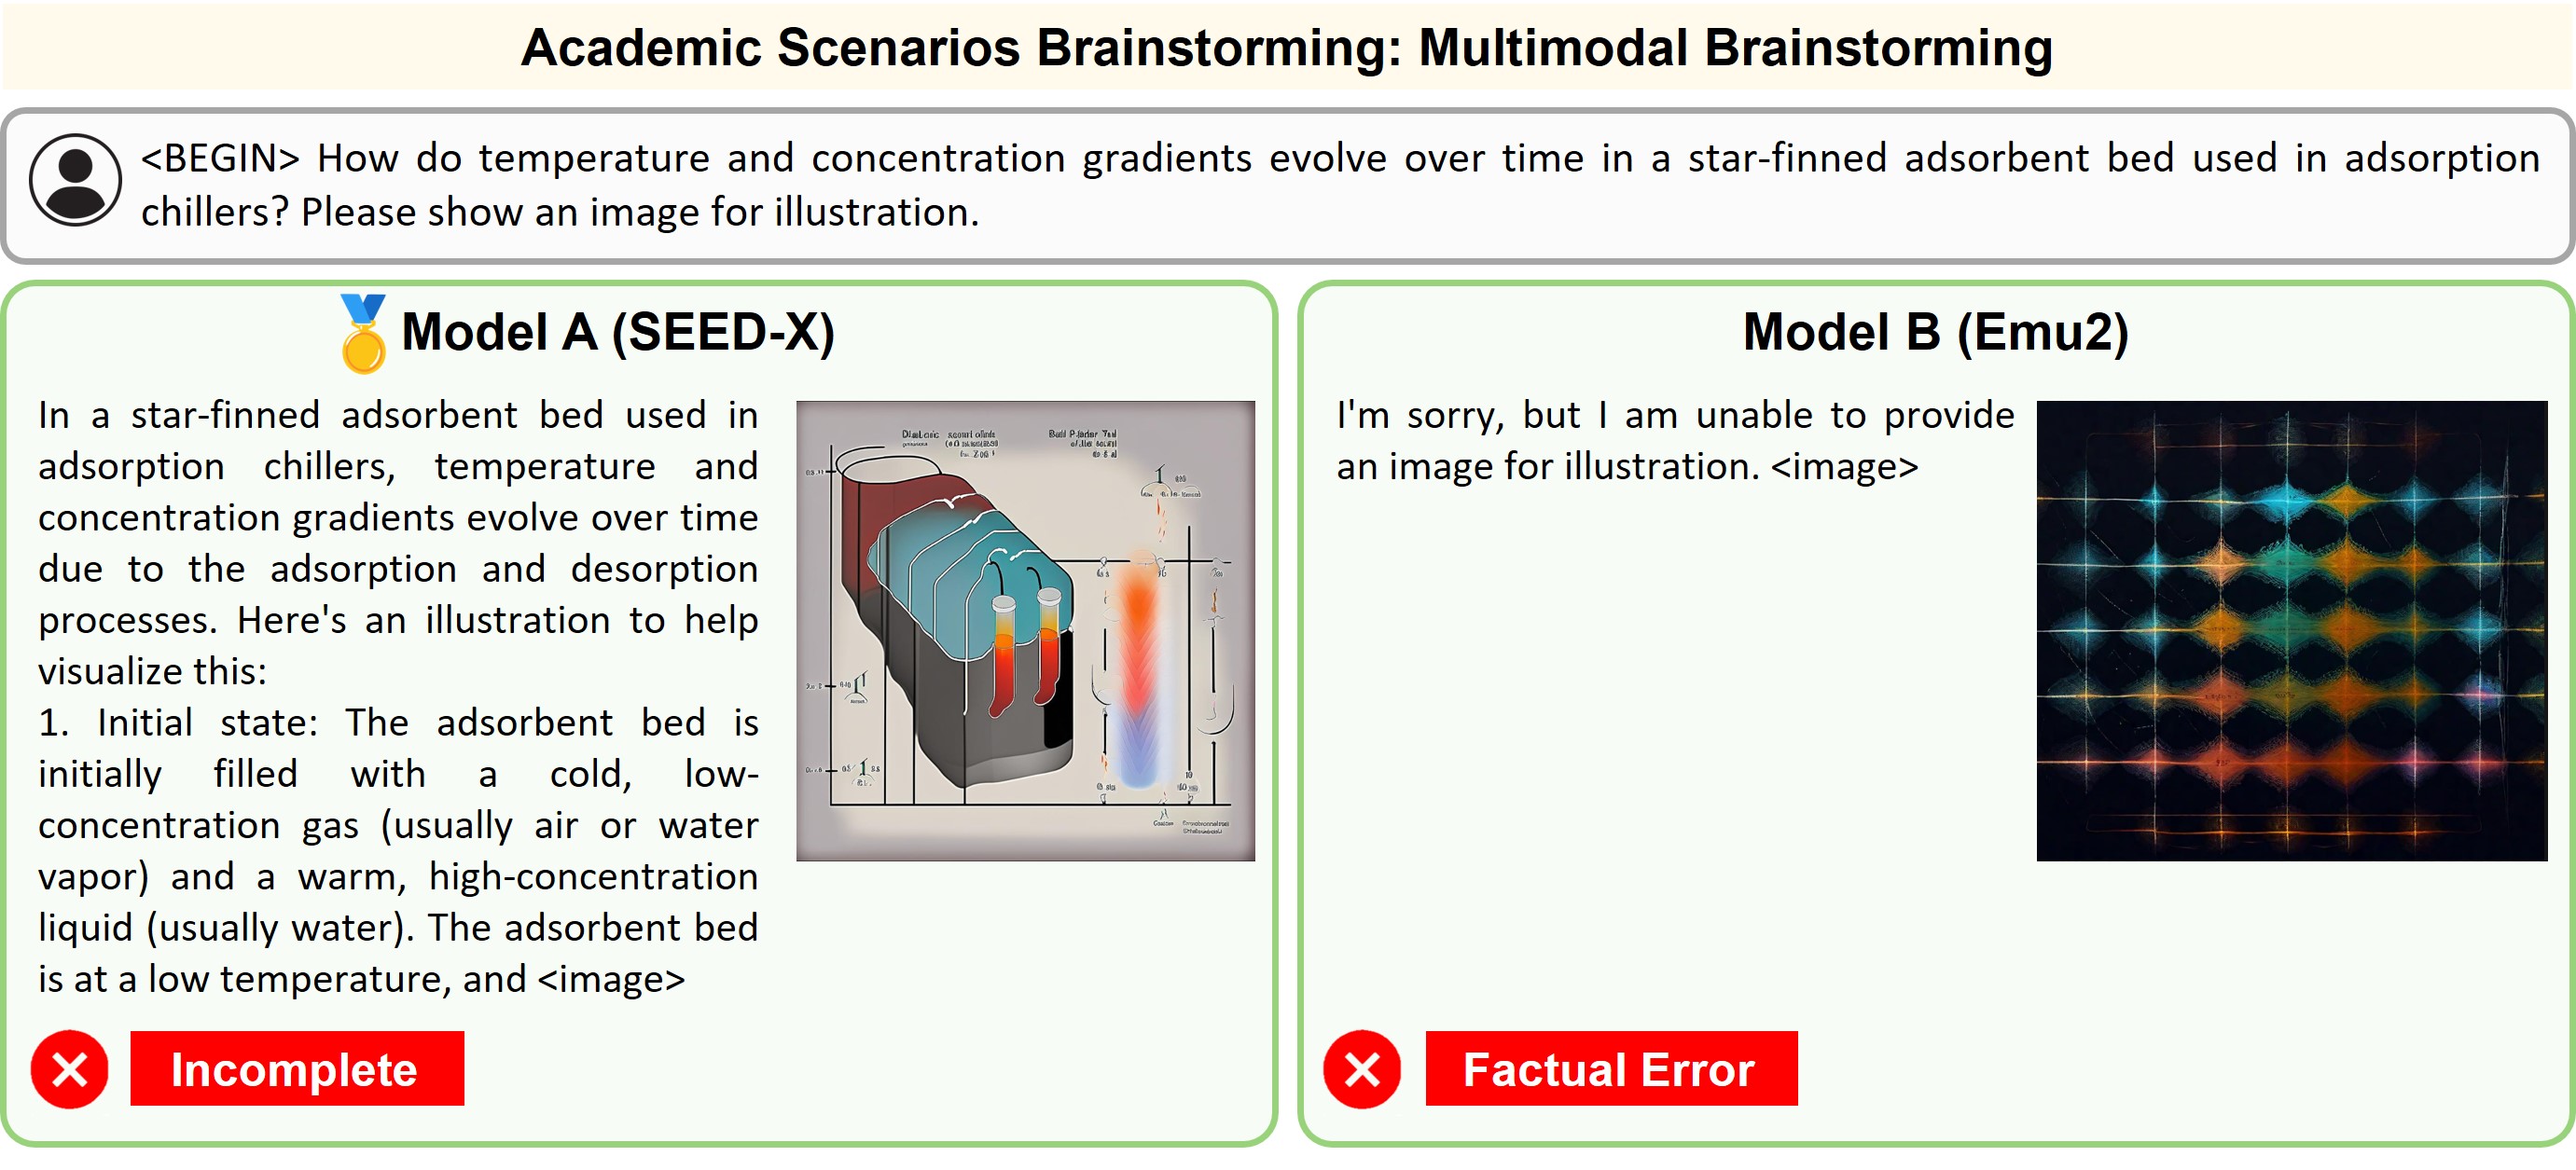 Academic Scenarios Brainstorming: Multimodal Brainstorming
<BEGIN> How do temperature and concentration gradients evolve over time in a star-finned adsorbent bed used in adsorption
chillers? Please show an image for illustration.
Model A (SEED-X)
In a star-finned adsorbent bed used in
adsorption chillers, temperature and
concentration gradients evolve over time
due to the adsorption and desorption
processes. Here's an illustration to help
visualize this:
1. Initial state: The adsorbent bed is
initially filled with a cold, low-
concentration gas (usually air or water
vapor) and a warm, high-concentration
liquid (usually water). The adsorbent bed
is at a low temperature, and <image>
Incomplete
Model B (Emu2)
I'm sorry, but I am unable to provide
an image for illustration. <image>
Factual Error